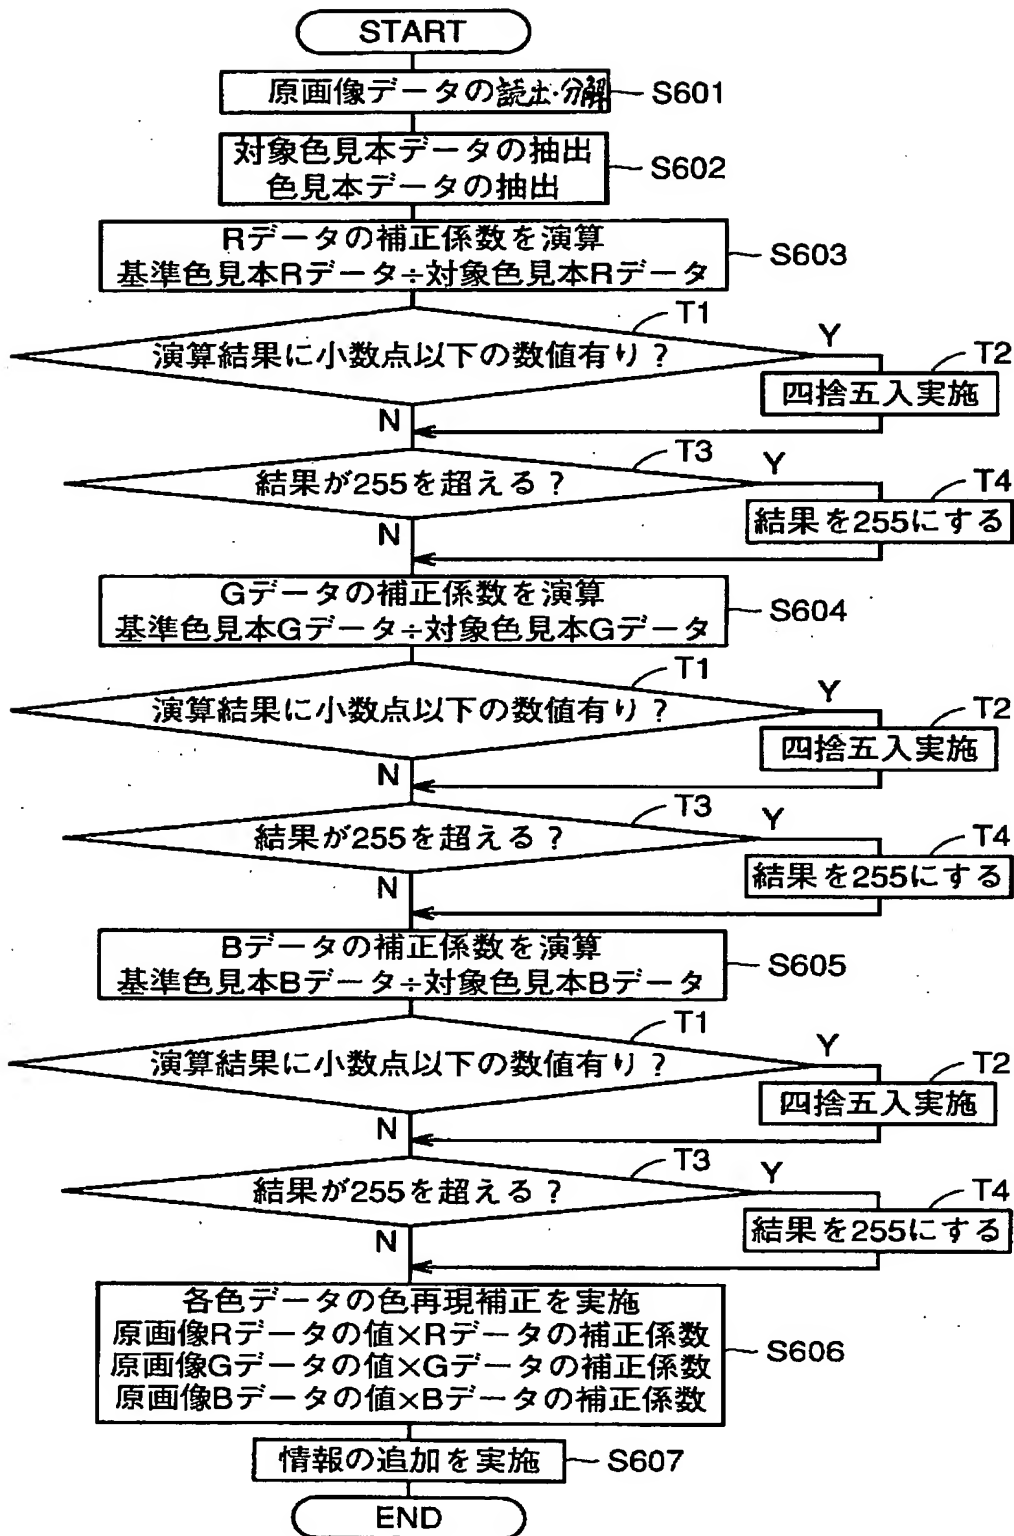 START
原画像データの読出・分解
S601
対象色見本データの抽出
色見本データの抽出
S602
Rデータの補正係数を演算
基準色見本Rデータ÷対象色見本Rデータ
S603
T1
演算結果に小数点以下の数値有り?
Y
T2
四捨五入実施
N
T3
結果が255を超える?
Y
T4
結果を255にする
N
Gデータの補正係数を演算
基準色見本Gデータ÷対象色見本Gデータ
S604
T1
演算結果に小数点以下の数値有り?
Y
T2
四捨五入実施
N
T3
結果が255を超える?
Y
T4
結果を255にする
N
Bデータの補正係数を演算
基準色見本Bデータ÷対象色見本Bデータ
S605
T1
演算結果に小数点以下の数値有り?
Y
T2
四捨五入実施
N
T3
結果が255を超える?
Y
T4
結果を255にする
N
各色データの色再現補正を実施
原画像Rデータの値×Rデータの補正係数
原画像Gデータの値×Gデータの補正係数
原画像Bデータの値×Bデータの補正係数
S606
情報の追加を実施
S607
END